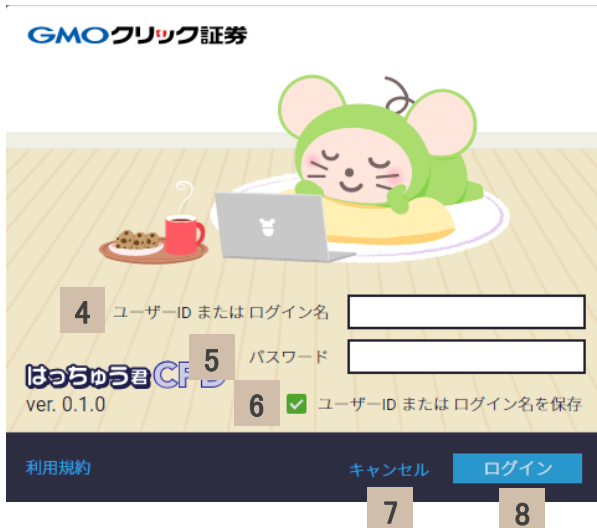 GMOクリック証券
4 ユーザーID または ログイン名
5 パスワード
はっちゅう君CFD
ver. 0.1.0
6 ユーザーID または ログイン名を保存
利用規約 キャンセル ログイン
7 8